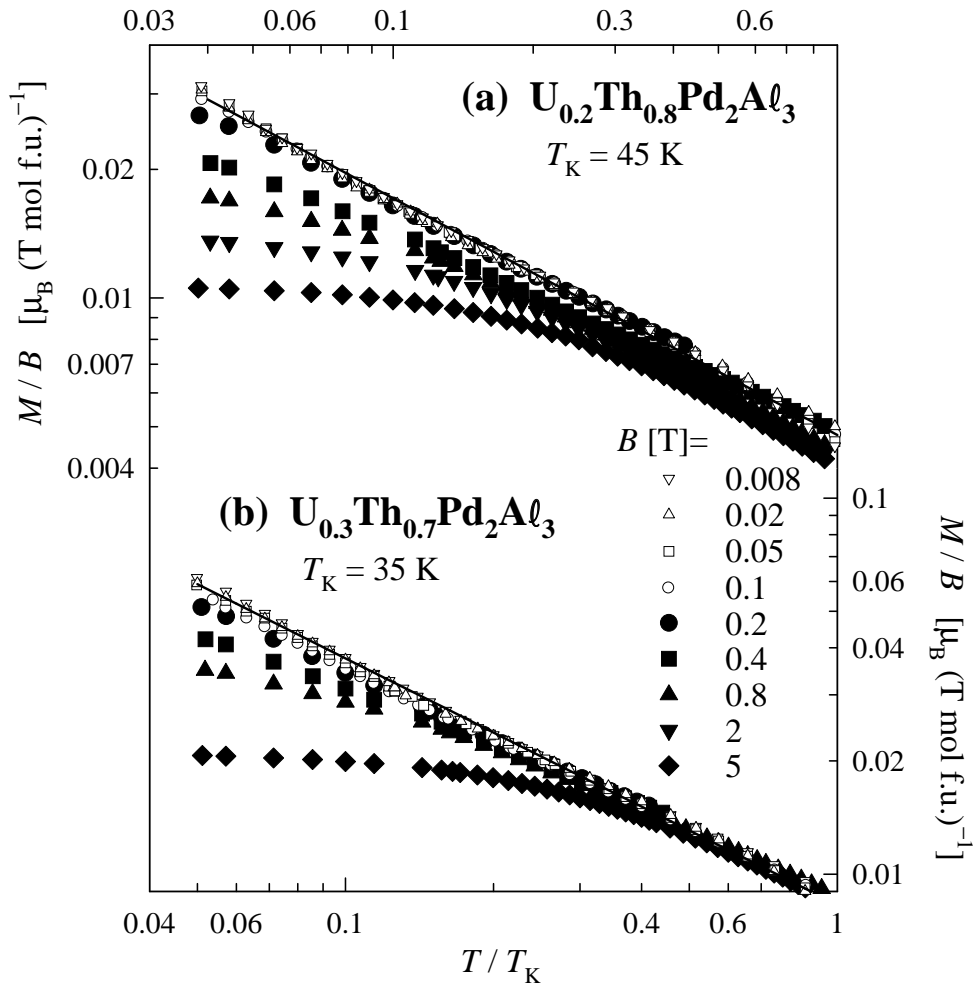 0.03 0.06 0.1 0.3 0.6
(a) U0.2Th0.8Pd2Aℓ3
TK = 45 K
M / B [μB (T mol f.u.)−1]
0.02
0.01
0.007
0.004
B [T]=
0.008
0.02
0.05
0.1
0.2
0.4
0.8
2
5
(b) U0.3Th0.7Pd2Aℓ3
TK = 35 K
0.1
0.06
0.04
0.02
0.01
M / B [μB (T mol f.u.)−1]
0.04 0.06 0.1 0.2 0.4 0.6 1
T / TK